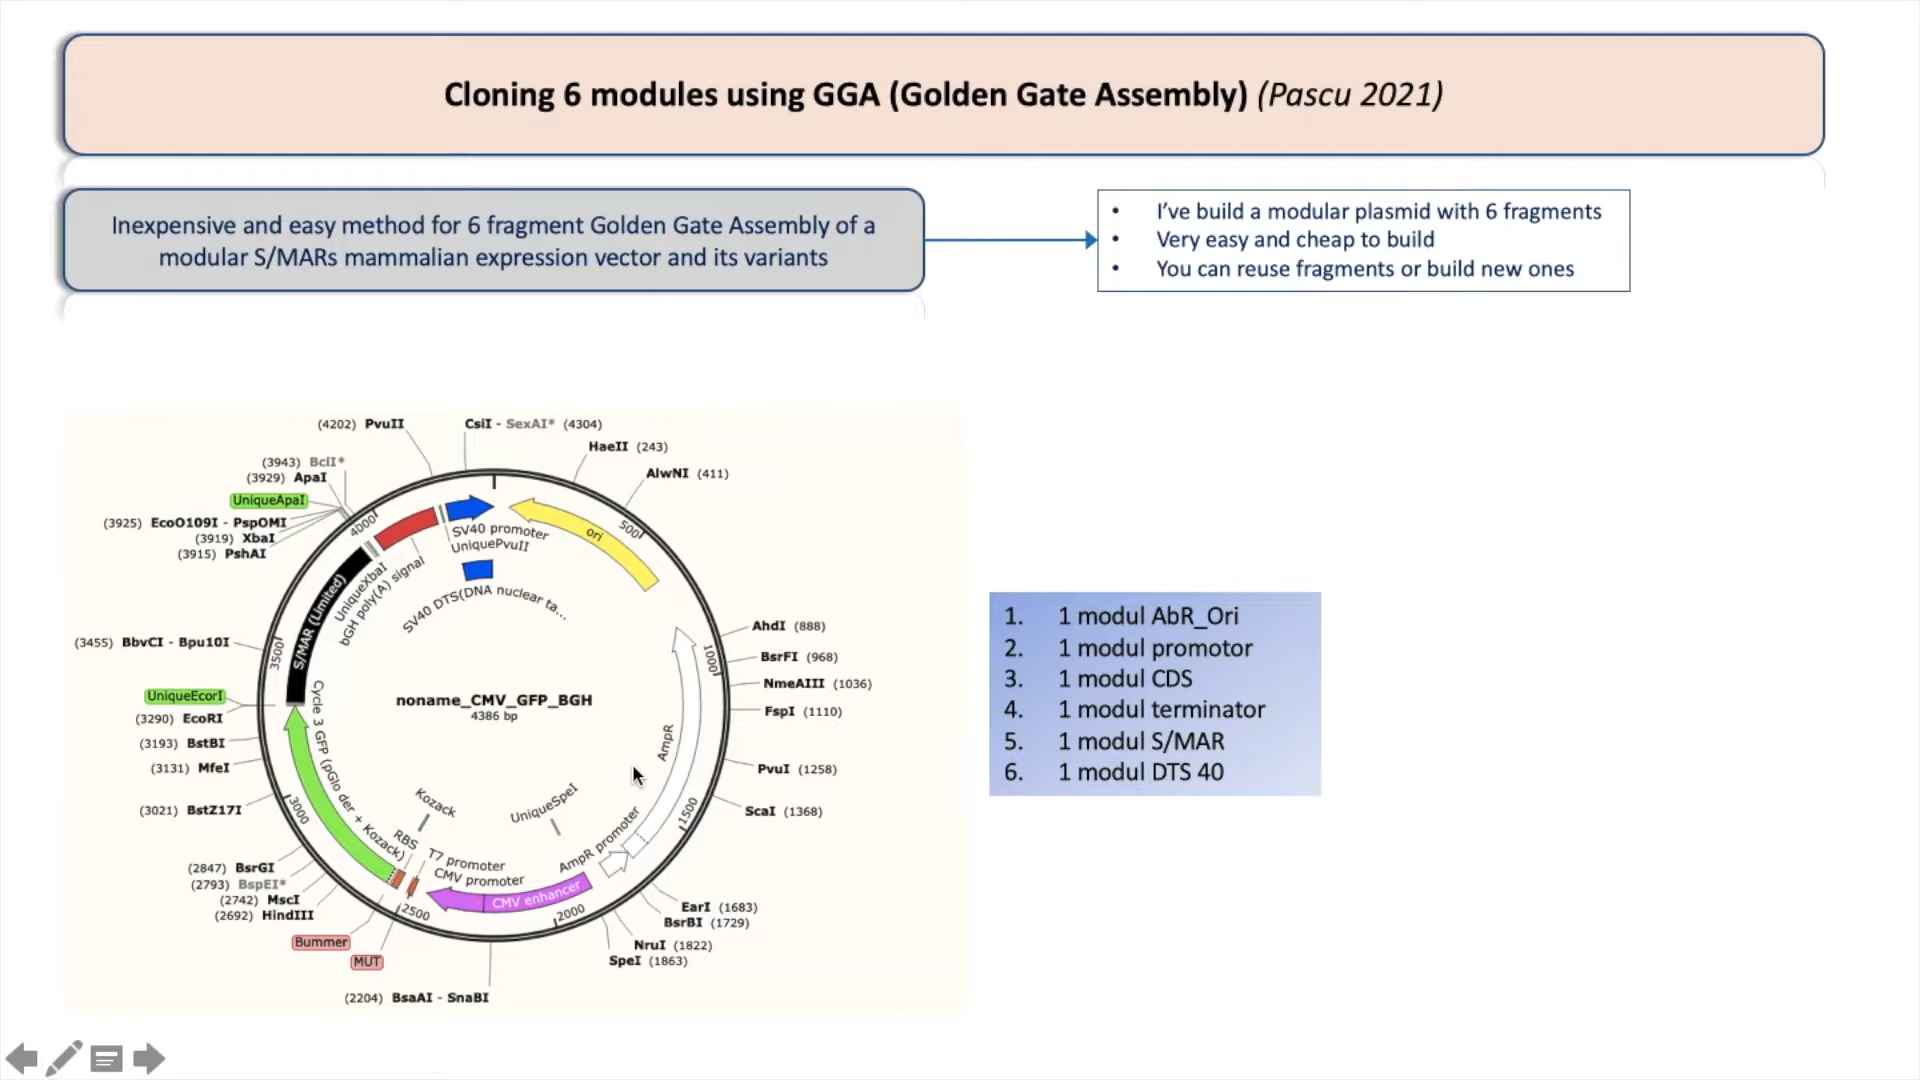 Cloning 6 modules using GGA (Golden Gate Assembly) (Pascu 2021)
Inexpensive and easy method for 6 fragment Golden Gate Assembly of a
modular S/MARs mammalian expression vector and its variants
• I've build a modular plasmid with 6 fragments
• Very easy and cheap to build
• You can reuse fragments or build new ones
(4202) PvuII
CsiI - SexAI* (4304)
HaeII (243)
AlwNI (411)
(3943) BclI*
(3929) ApaI
UniqueApaI
(3925) EcoO109I - PspOMI
(3919) XbaI
(3915) PshAI
(3455) BbvCI - Bpu10I
UniqueEcorI
(3290) EcoRI
(3193) BstBI
(3131) MfeI
(3021) BstZ17I
(2847) BsrGI
(2793) BspEI*
(2742) MscI
(2692) HindIII
Bummer
MUT
(2204) BsaAI - SnaBI
AhdI (888)
BsrFI (968)
NmeAIII (1036)
FspI (1110)
PvuI (1258)
ScaI (1368)
EarI (1683)
BsrBI (1729)
NruI (1822)
SpeI (1863)
500
1000
1500
2000
2500
3000
3500
4000
SV40 promoter
UniquePvuII
SV40 DTS(DNA nuclear ta...
ori
AmpR
AmpR promoter
UniqueSpeI
CMV enhancer
CMV promoter
T7 promoter
RBS
Kozack
Cycle 3 GFP (pGlo der + Kozack)
S/MAR (Limited)
UniqueXbaI
bGH poly(A) signal
noname_CMV_GFP_BGH
4386 bp
1. 1 modul AbR_Ori
2. 1 modul promotor
3. 1 modul CDS
4. 1 modul terminator
5. 1 modul S/MAR
6. 1 modul DTS 40